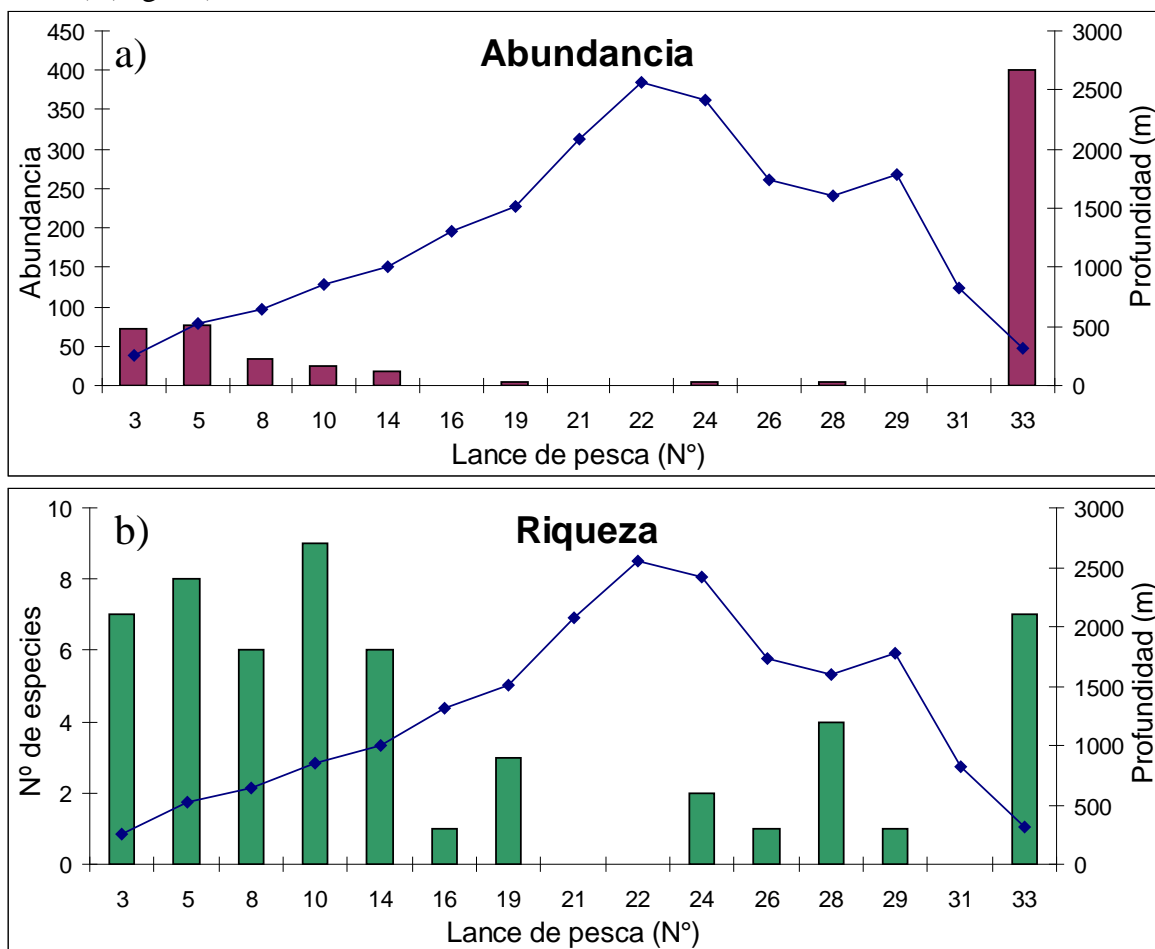 a)
Abundancia
450
400
350
300
250
200
150
100
50
0
Abundancia
3000
2500
2000
1500
1000
500
0
Profundidad (m)
3 5 8 10 14 16 19 21 22 24 26 28 29 31 33
Lance de pesca (N°)
b)
Riqueza
10
8
6
4
2
0
Nº de especies
3000
2500
2000
1500
1000
500
0
Profundidad (m)
3 5 8 10 14 16 19 21 22 24 26 28 29 31 33
Lance de pesca (N°)